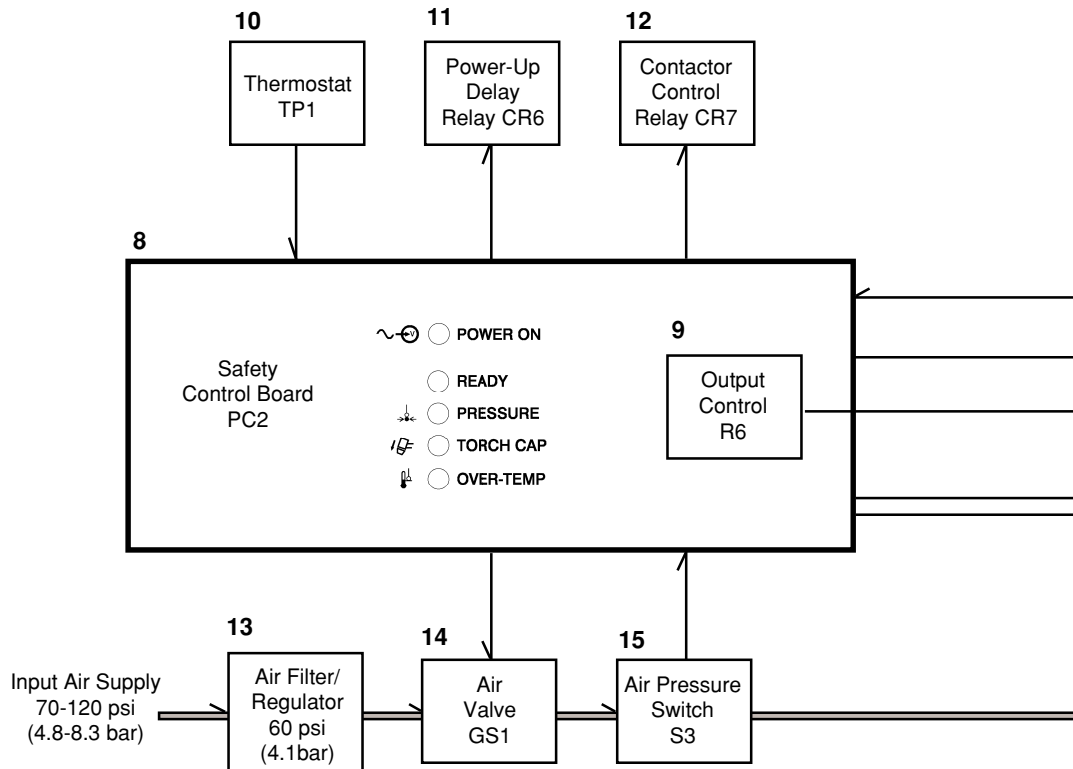 10
Thermostat
TP1
11
Power-Up
Delay
Relay CR6
12
Contactor
Control
Relay CR7
8
Safety
Control Board
PC2
V
POWER ON
READY
PRESSURE
TORCH CAP
OVER-TEMP
9
Output
Control
R6
Input Air Supply
70-120 psi
(4.8-8.3 bar)
13
Air Filter/
Regulator
60 psi
(4.1bar)
14
Air
Valve
GS1
15
Air Pressure
Switch
S3